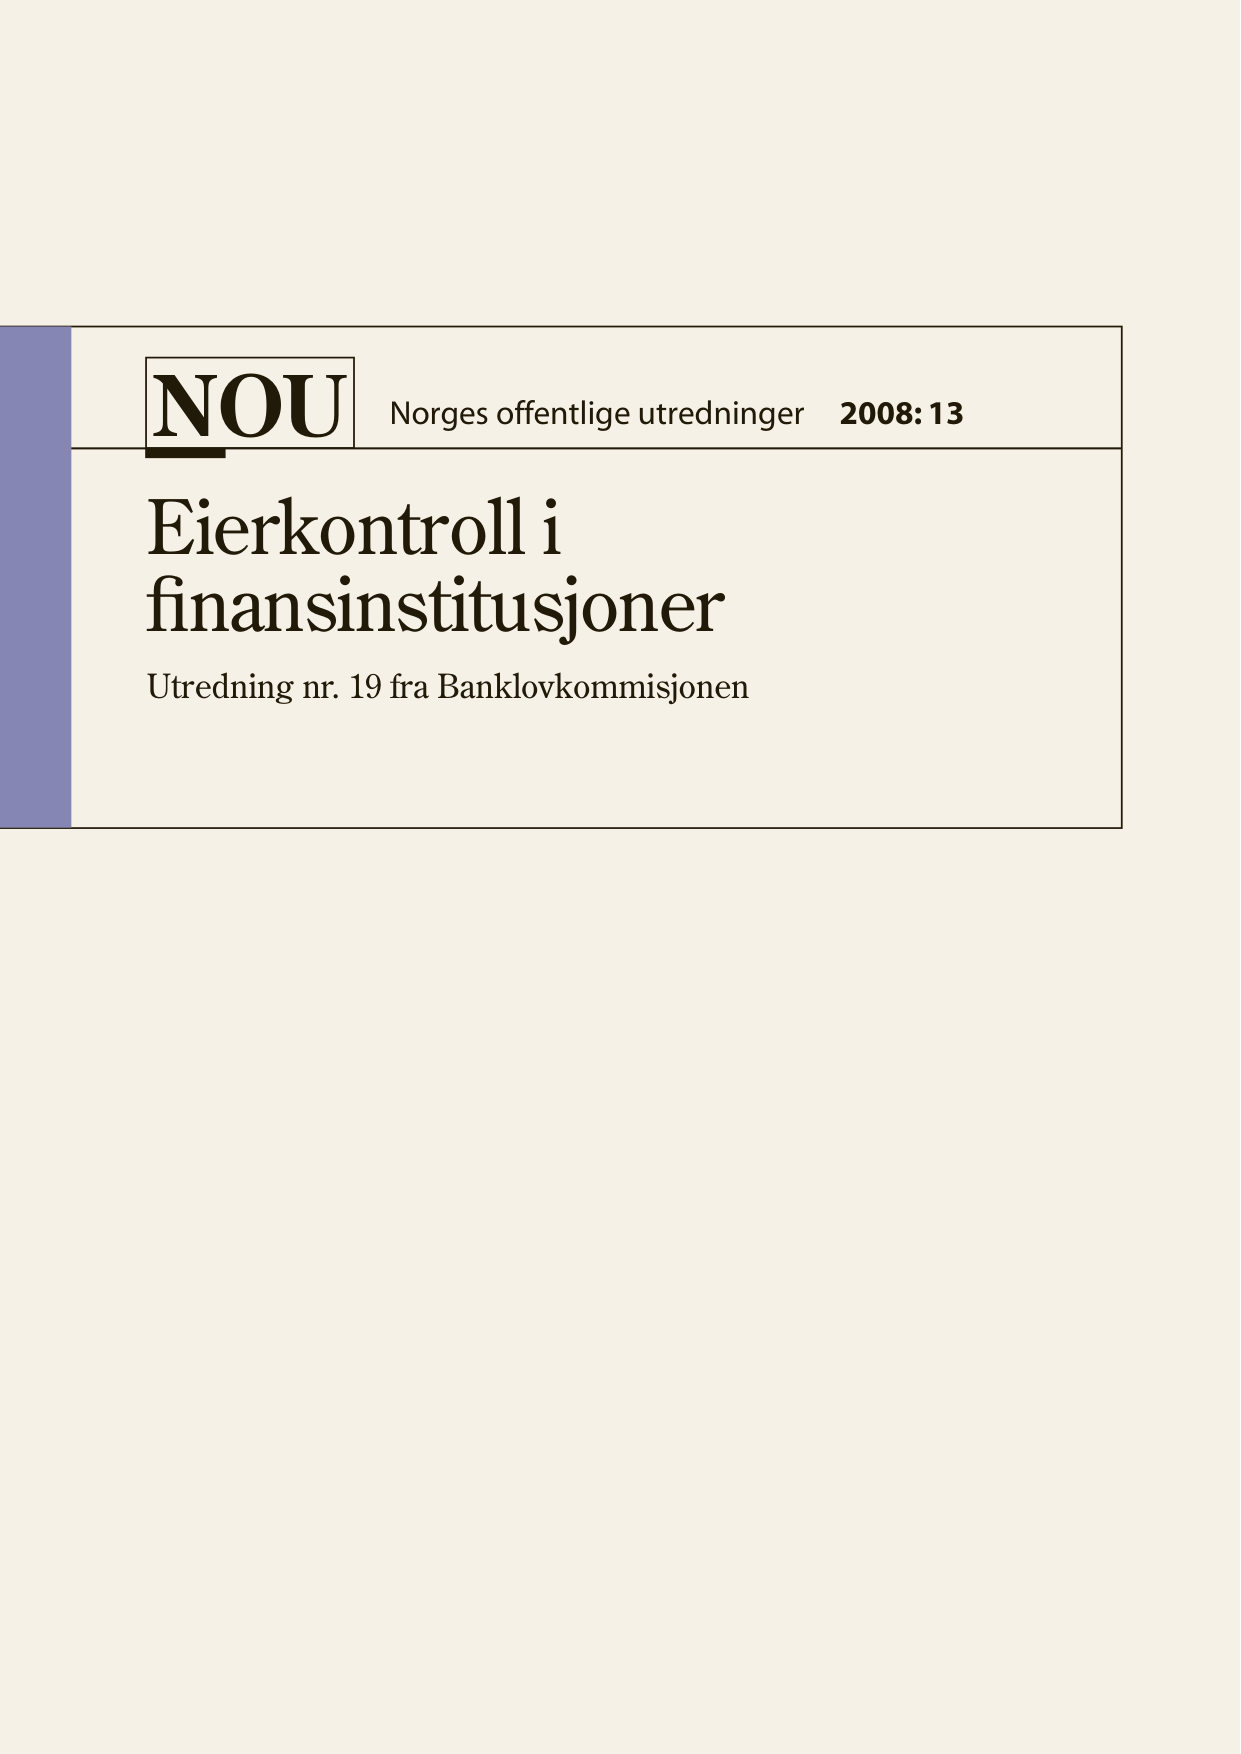 NOU Norges offentlige utredninger 2008: 13
Eierkontroll i
finansinstitusjoner
Utredning nr. 19 fra Banklovkommisjonen